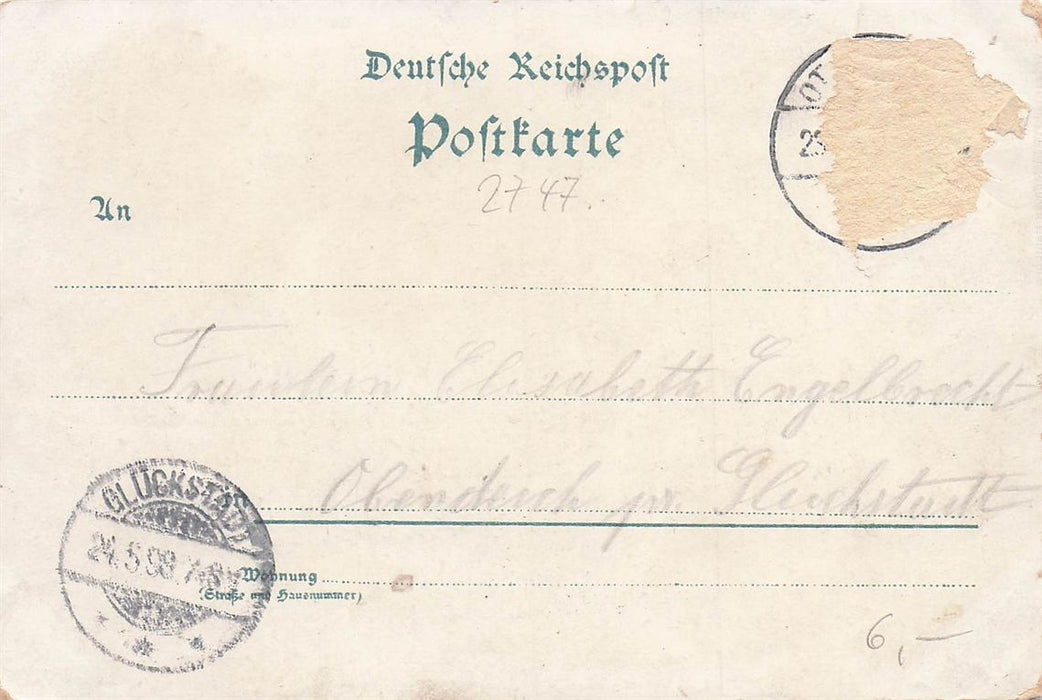 Deutsche Reichspost
Postkarte
2747.
An
Fräulein Elisabeth Engelbrecht
Obendeich pr Glückstadt
GLÜCKSTADT
24.5.98.
Wohnung
(Straße und Hausnummer)
6,-